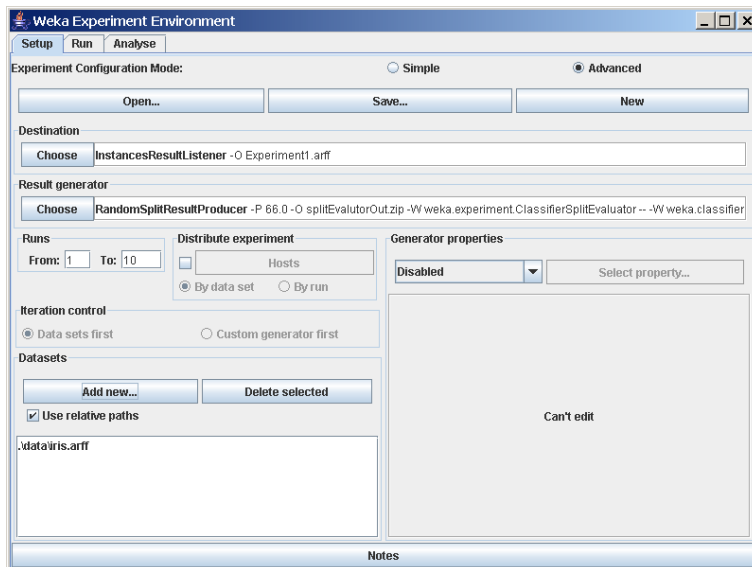 Weka Experiment Environment
Setup Run Analyse
Experiment Configuration Mode: Simple Advanced
Open... Save... New
Destination
Choose InstancesResultListener -O Experiment1.arff
Result generator
Choose RandomSplitResultProducer -P 66.0 -O splitEvalutorOut.zip -W weka.experiment.ClassifierSplitEvaluator -- -W weka.classifier
Runs Distribute experiment Generator properties
From: 1 To: 10 Hosts Disabled Select property...
By data set By run
Iteration control
Data sets first Custom generator first
Datasets
Add new... Delete selected
Use relative paths Can't edit
.\data\iris.arff
Notes